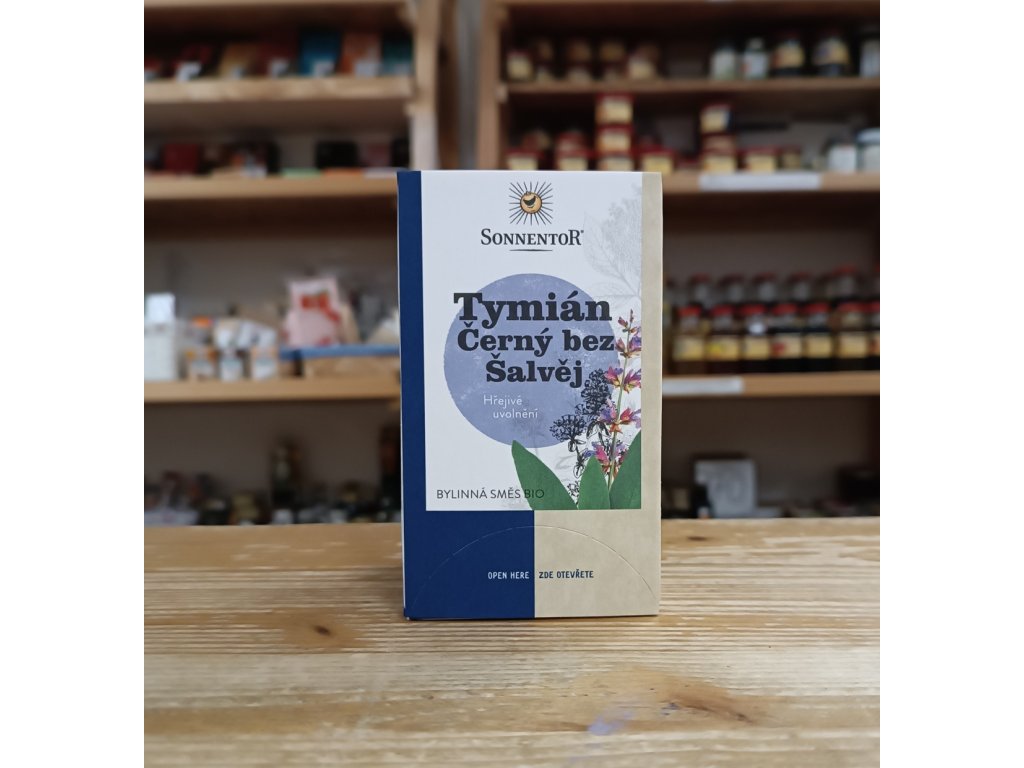 SONNENTOR®
Tymián
Černý bez
Šalvěj
Hřejivé
uvolnění
BYLINNÁ SMĚS BIO
OPEN HERE ZDE OTEVŘETE